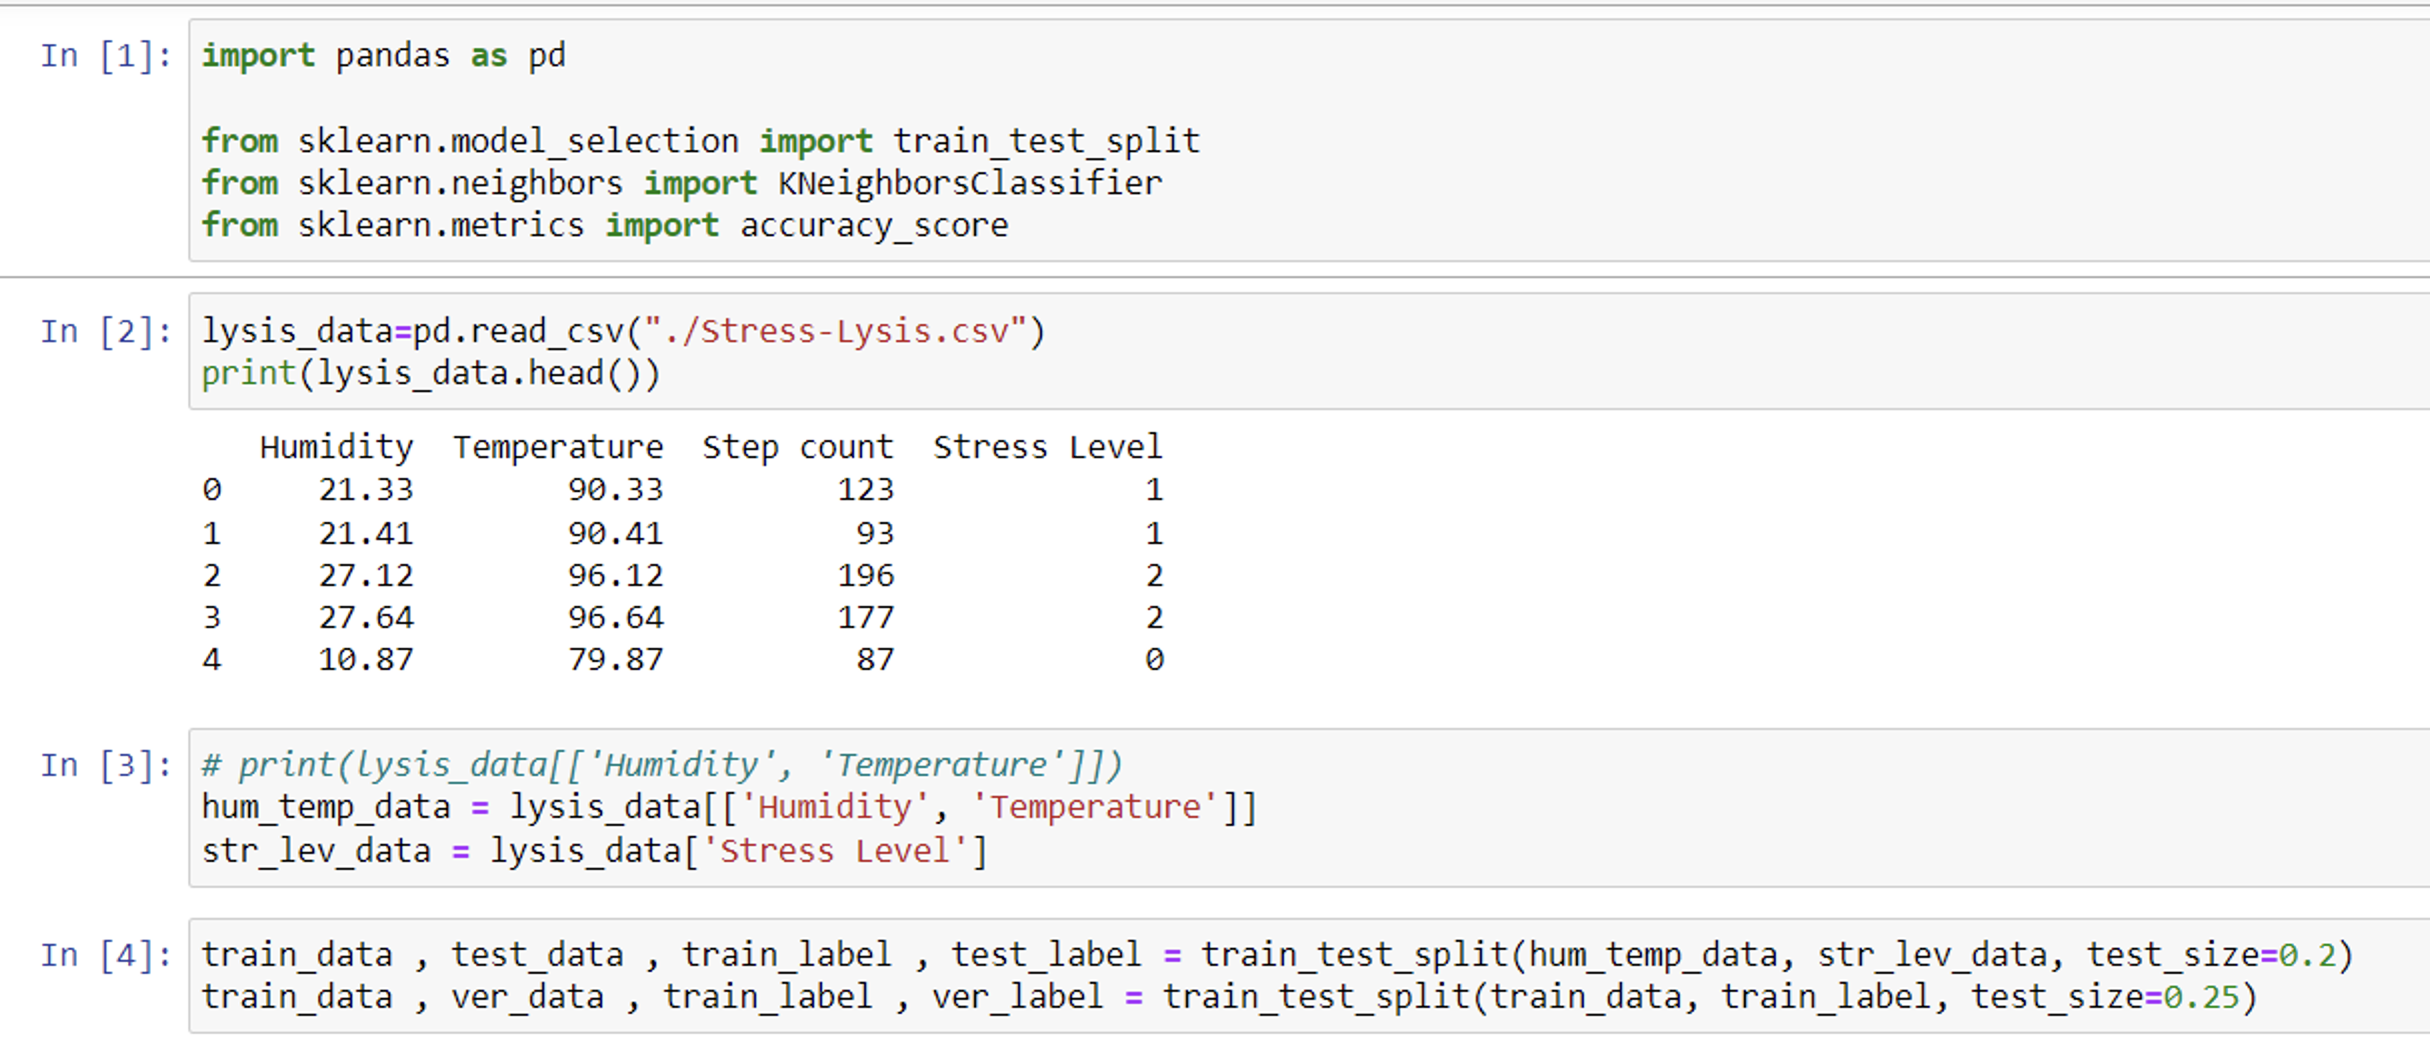 In [1]: import pandas as pd
from sklearn.model_selection import train_test_split
from sklearn.neighbors import KNeighborsClassifier
from sklearn.metrics import accuracy_score
In [2]: lysis_data=pd.read_csv("./Stress-Lysis.csv")
print(lysis_data.head())
Humidity Temperature Step count Stress Level
0 21.33 90.33 123 1
1 21.41 90.41 93 1
2 27.12 96.12 196 2
3 27.64 96.64 177 2
4 10.87 79.87 87 0
In [3]: # print(lysis_data[['Humidity', 'Temperature']])
hum_temp_data = lysis_data[['Humidity', 'Temperature']]
str_lev_data = lysis_data['Stress Level']
In [4]: train_data , test_data , train_label , test_label = train_test_split(hum_temp_data, str_lev_data, test_size=0.2)
train_data , ver_data , train_label , ver_label = train_test_split(train_data, train_label, test_size=0.25)